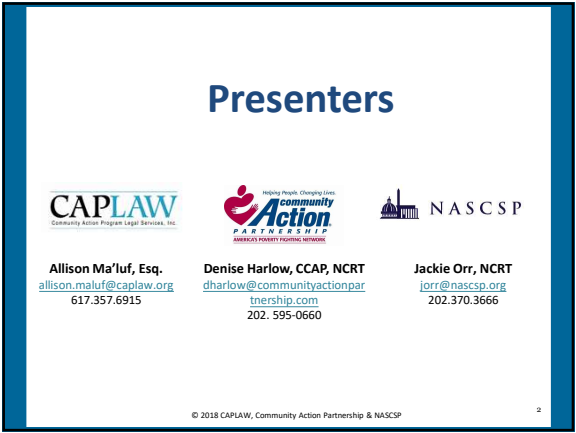 Presenters
CAPLAW
Community Action Program Legal Services, Inc.
Helping People. Changing Lives.
community
Action
PARTNERSHIP
AMERICA'S POVERTY FIGHTING NETWORK
NASCSP
Allison Ma'luf, Esq.
allison.maluf@caplaw.org
617.357.6915
Denise Harlow, CCAP, NCRT
dharlow@communityactionpar
tnership.com
202. 595-0660
Jackie Orr, NCRT
jorr@nascsp.org
202.370.3666
© 2018 CAPLAW, Community Action Partnership & NASCSP
2